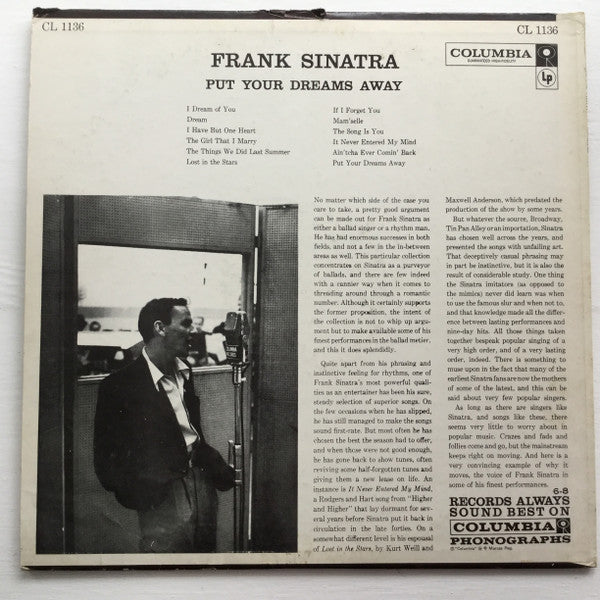 CL 1136
CL 1136
FRANK SINATRA
PUT YOUR DREAMS AWAY
COLUMBIA
GUARANTEED HIGH-FIDELITY
Lp
I Dream of You
Dream
I Have But One Heart
The Girl That I Marry
The Things We Did Last Summer
Lost in the Stars
If I Forget You
Mam'selle
The Song Is You
It Never Entered My Mind
Ain'tcha Ever Comin' Back
Put Your Dreams Away
No matter which side of the case you
care to take, a pretty good argument
can be made out for Frank Sinatra as
either a ballad singer or a rhythm man.
He has had enormous successes in both
fields, and not a few in the in-between
areas as well. This particular collection
concentrates on Sinatra as a purveyor
of ballads, and there are few indeed
with a cannier way when it comes to
threading around through a romantic
number. Although it certainly supports
the former proposition, the intent of
the collection is not to whip up argu-
ment but to make available some of his
finest performances in the ballad metier,
and this it does splendidly.
Quite apart from his phrasing and
instinctive feeling for rhythms, one of
Frank Sinatra's most powerful quali-
ties as an entertainer has been his sure,
steady selection of superior songs. On
the few occasions when he has slipped,
he has still managed to make the songs
sound first-rate. But most often he has
chosen the best the season had to offer,
and when those were not good enough,
he has gone back to show tunes, often
reviving some half-forgotten tunes and
giving them a new lease on life. An
instance is It Never Entered My Mind,
a Rodgers and Hart song from "Higher
and Higher" that lay dormant for sev-
eral years before Sinatra put it back in
circulation in the late forties. On a
somewhat different level is his espousal
of Lost in the Stars, by Kurt Weill and
Maxwell Anderson, which predated the
production of the show by some years.
But whatever the source, Broadway,
Tin Pan Alley or an importation, Sinatra
has chosen well across the years, and
presented the songs with unfailing art.
That deceptively casual phrasing may
in part be instinctive, but it is also the
result of considerable study. One thing
the Sinatra imitators (as opposed to
the mimics) never did learn was when
to use the famous slur and when not to,
and that knowledge made all the differ-
ence between lasting performances and
nine-day hits. All those things taken
together bespeak popular singing of a
very high order, and of a very lasting
order, indeed. There is something to
muse upon in the fact that many of the
earliest Sinatra fans are now the mothers
of some of the latest, and this can be
said about very few popular singers.
As long as there are singers like
Sinatra, and songs like these, there
seems very little to worry about in
popular music. Crazes and fads and
follies come and go, but the mainstream
keeps right on moving. And here is a
very convincing example of why it
moves, the voice of Frank Sinatra in
some of his finest performances.
6-8
RECORDS ALWAYS
SOUND BEST ON
COLUMBIA
PHONOGRAPHS
® "Columbia" ® Marcas Reg.